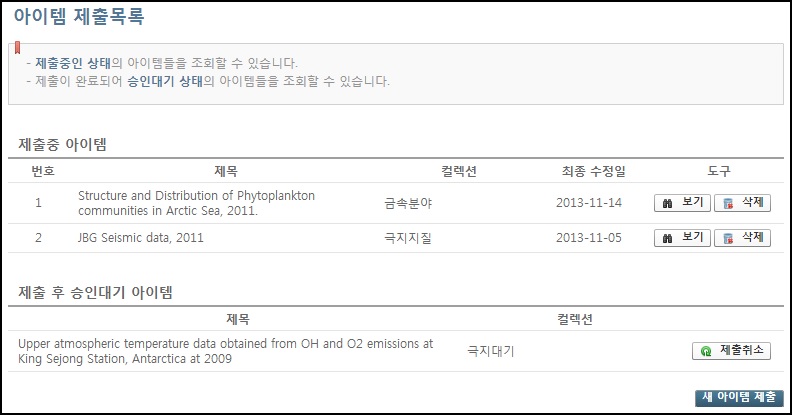 아이템 제출목록
- 제출중인 상태의 아이템들을 조회할 수 있습니다.
- 제출이 완료되어 승인대기 상태의 아이템들을 조회할 수 있습니다.
제출중 아이템
번호 제목 컬렉션 최종 수정일 도구
1 Structure and Distribution of Phytoplankton communities in Arctic Sea, 2011. 금속분야 2013-11-14 보기 삭제
2 JBG Seismic data, 2011 극지지질 2013-11-05 보기 삭제
제출 후 승인대기 아이템
제목 컬렉션
Upper atmospheric temperature data obtained from OH and O2 emissions at
King Sejong Station, Antarctica at 2009 극지대기 제출취소
새 아이템 제출